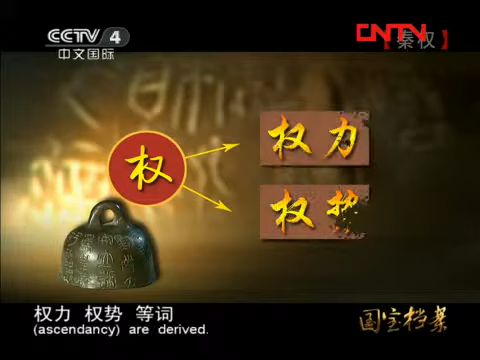 CCTV 4
中文国际
CNTV
【秦权】
权
权力
权
权力 权势 等词
(ascendancy) are derived.
国宝档案